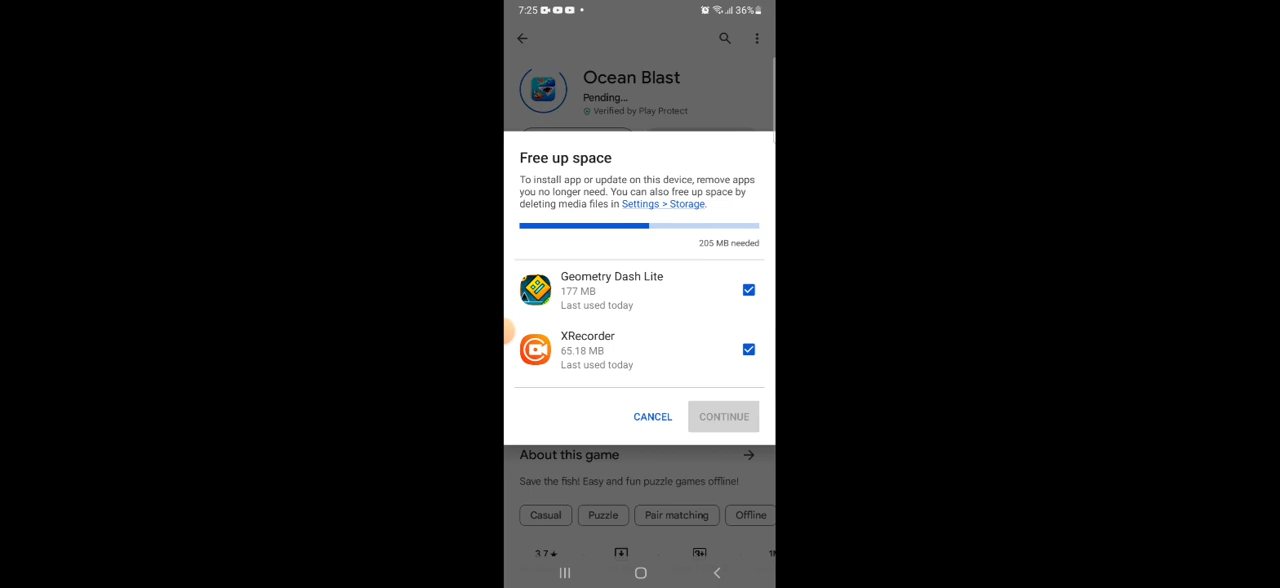 7:25
36%
Ocean Blast
Pending...
Verified by Play Protect
Free up space
To install app or update on this device, remove apps
you no longer need. You can also free up space by
deleting media files in Settings > Storage.
205 MB needed
Geometry Dash Lite
177 MB
Last used today
XRecorder
65.18 MB
Last used today
CANCEL
CONTINUE
About this game
Save the fish! Easy and fun puzzle games offline!
Casual
Puzzle
Pair matching
Offline
3.7★
3+